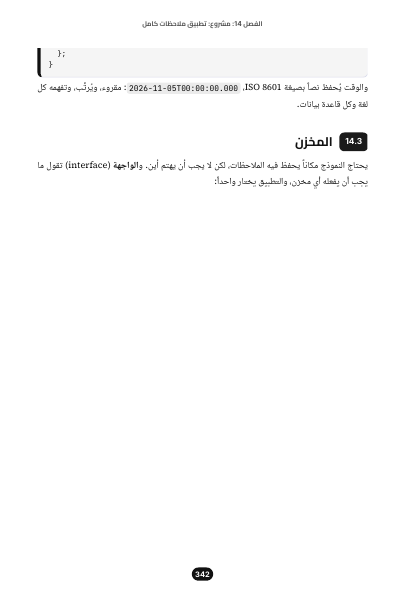 الفصل 14: مشروع: تطبيق ملاحظات كامل
};
}
والوقت يُحفظ نصاً بصيغة ISO 8601، 2026-11-05T00:00:00.000: مقروء، ويُرتَّب، وتفهمه كل
لغة وكل قاعدة بيانات.
14.3 المخزن
يحتاج النموذج مكاناً يحفظ فيه الملاحظات، لكن لا يجب أن يهتم أين. والواجهة (interface) تقول ما
يجب أن يفعله أي مخزن، والتطبيق يختار واحداً:
342